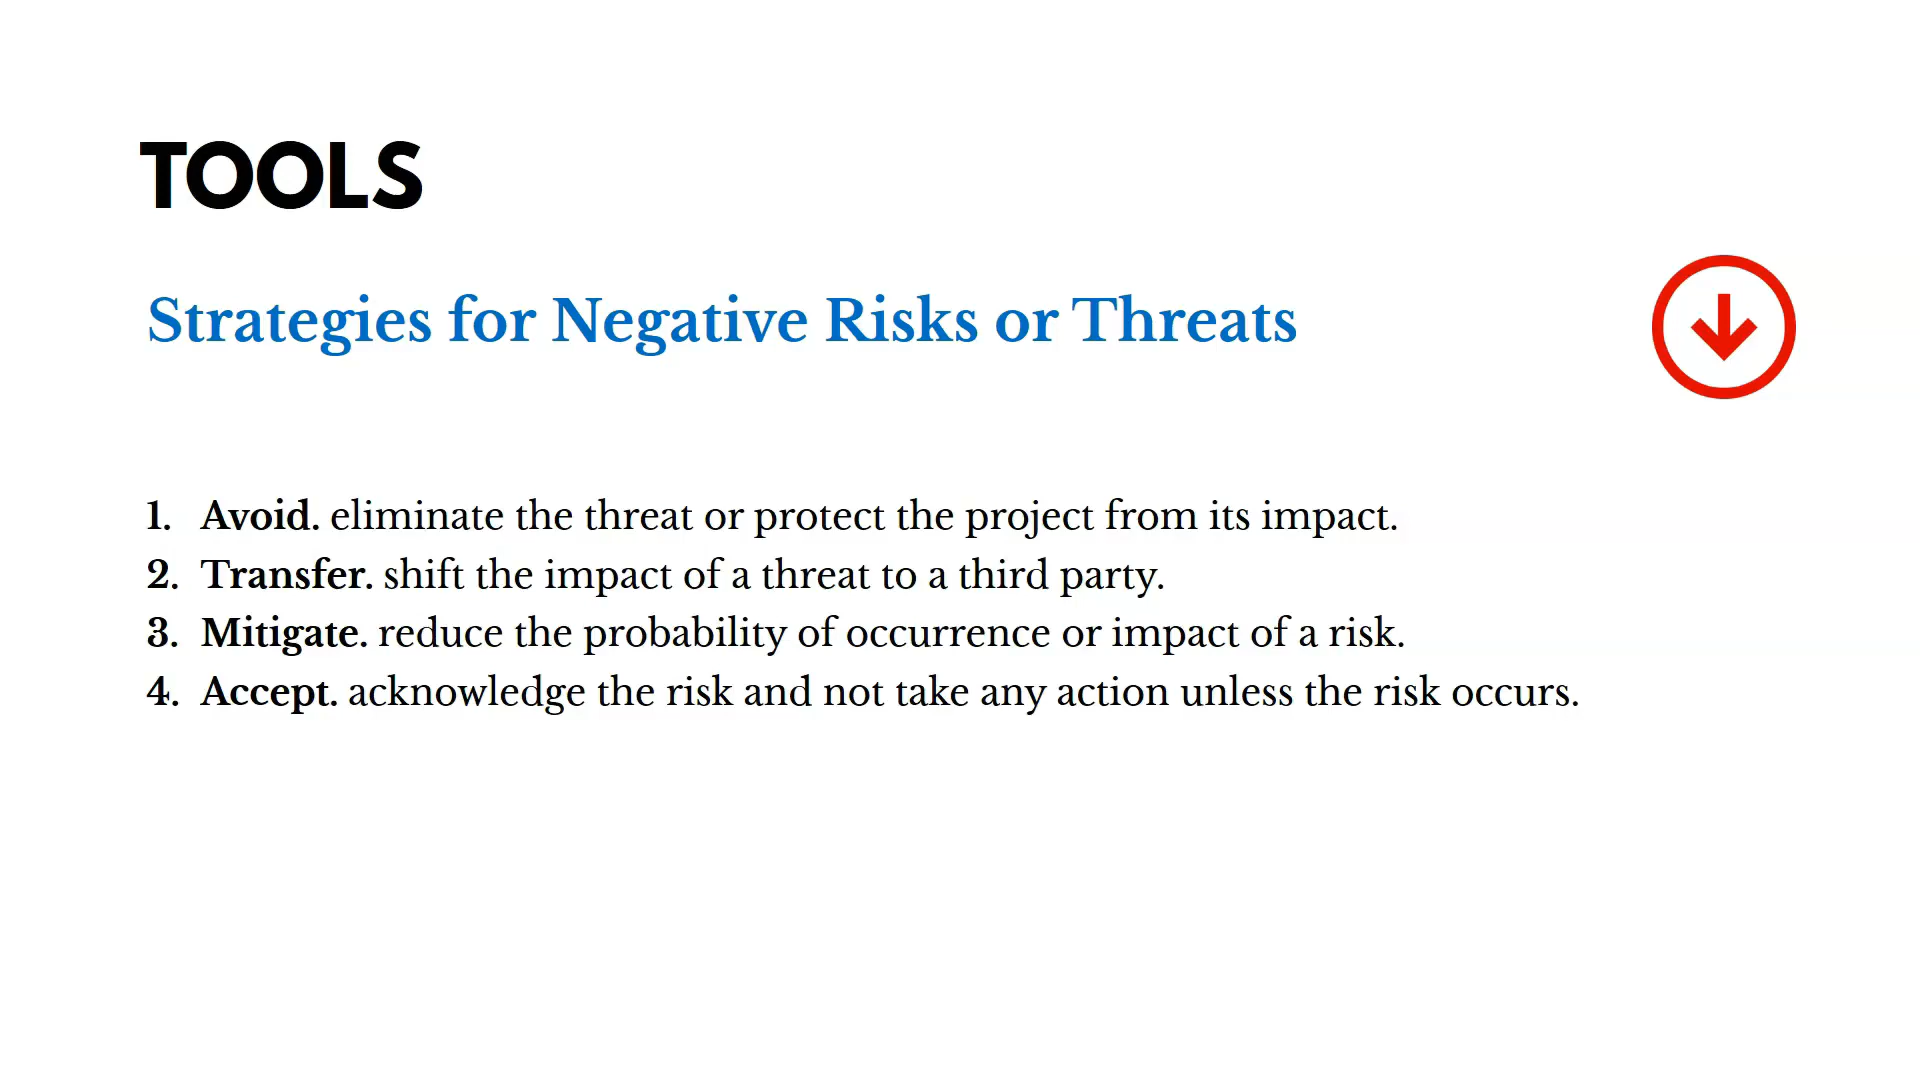 TOOLS
Strategies for Negative Risks or Threats
1. Avoid. eliminate the threat or protect the project from its impact.
2. Transfer. shift the impact of a threat to a third party.
3. Mitigate. reduce the probability of occurrence or impact of a risk.
4. Accept. acknowledge the risk and not take any action unless the risk occurs.